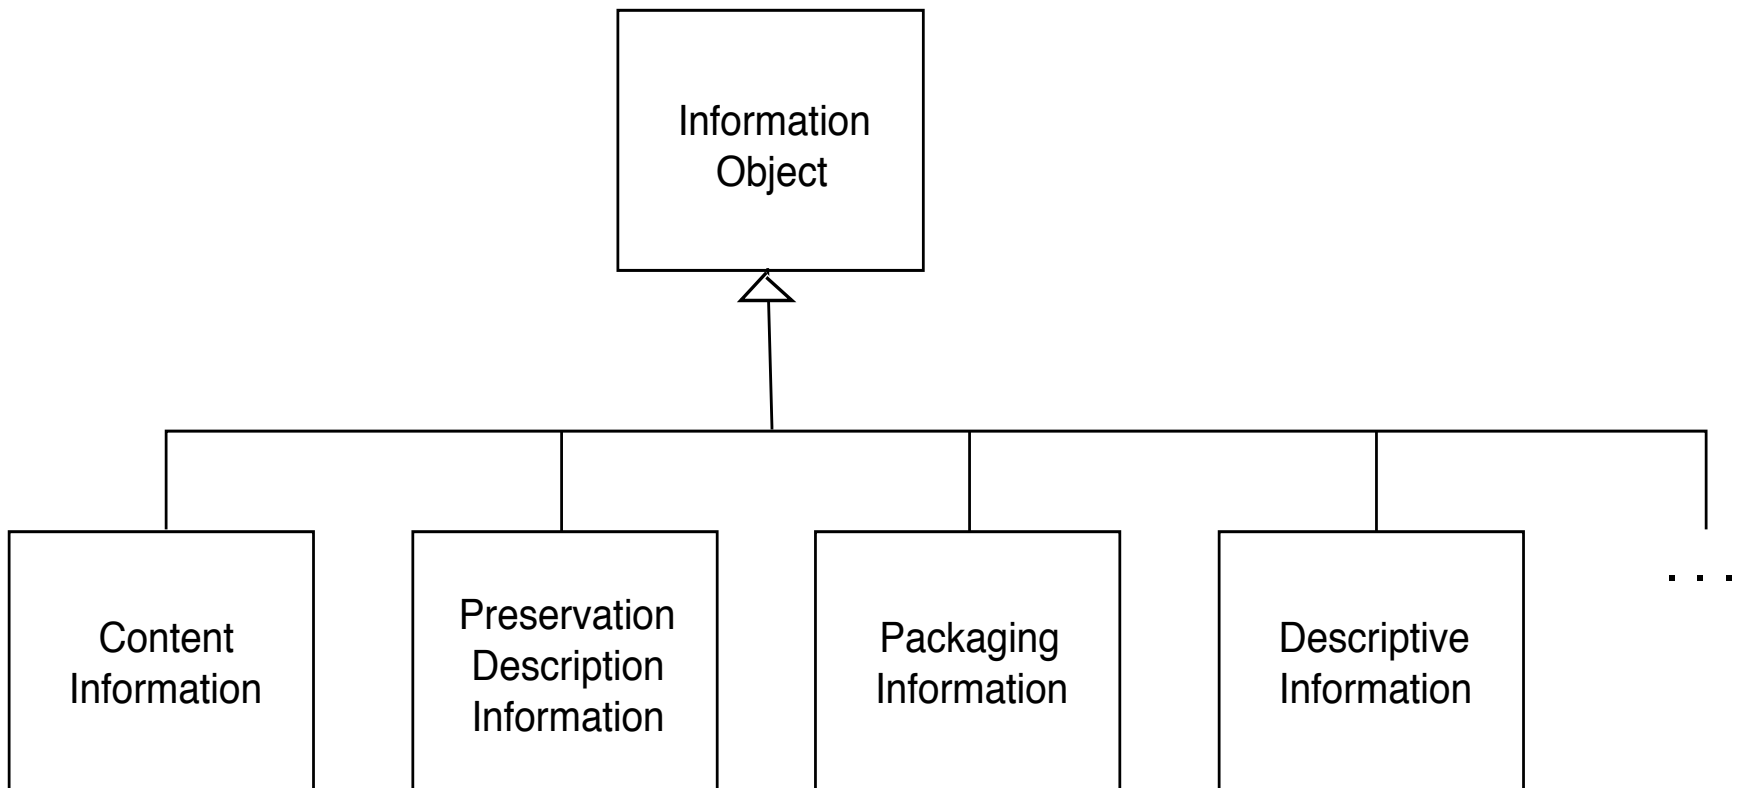 Information
Object
Content
Information
Preservation
Description
Information
Packaging
Information
Descriptive
Information
. . .